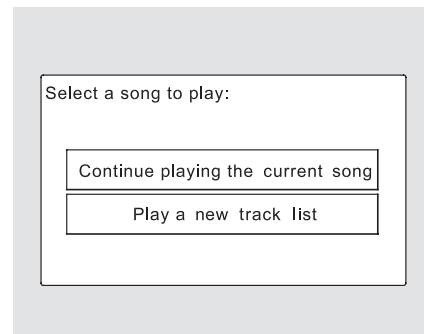 Select a song to play:
Continue playing the current song
Play a new track list